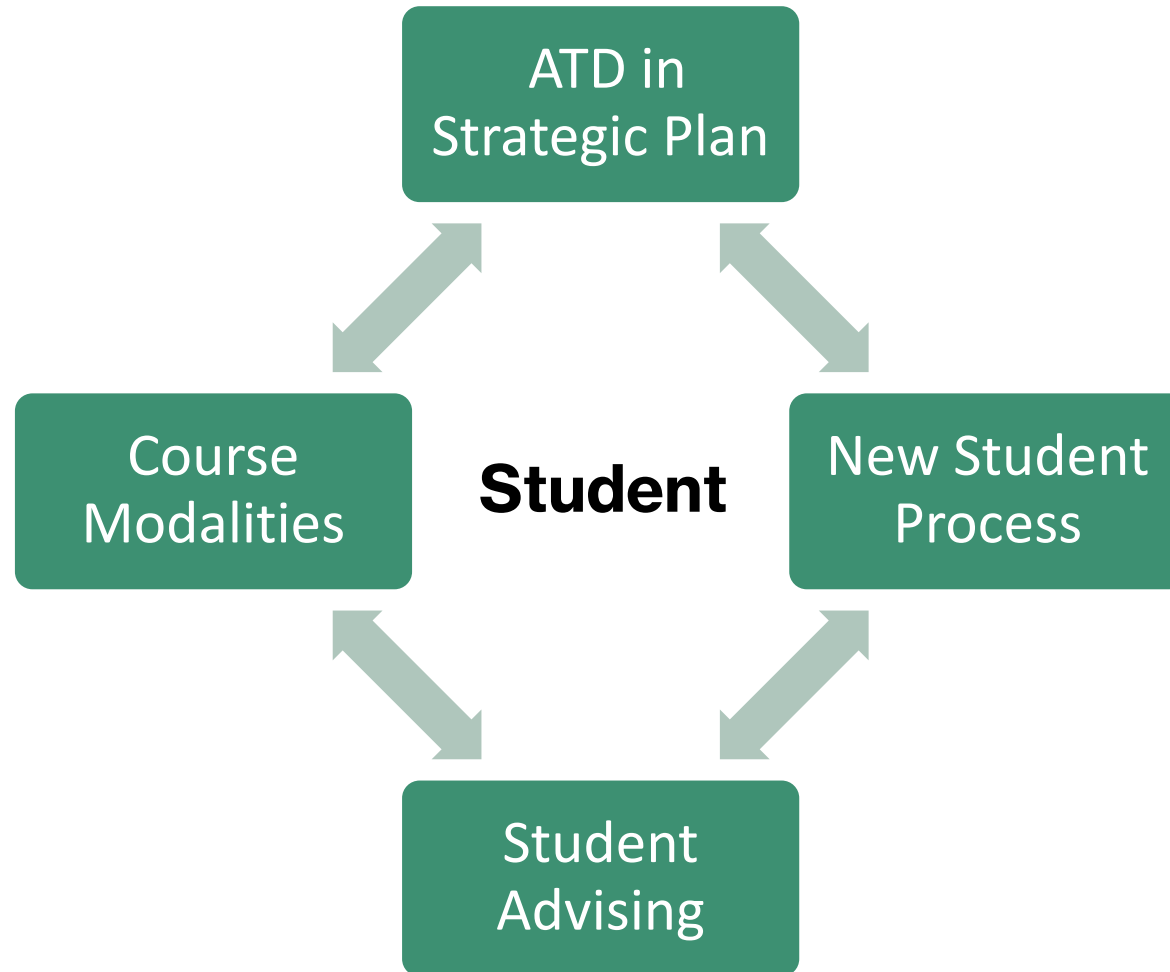 ATD in
Strategic Plan
Course
Modalities
Student
New Student
Process
Student
Advising